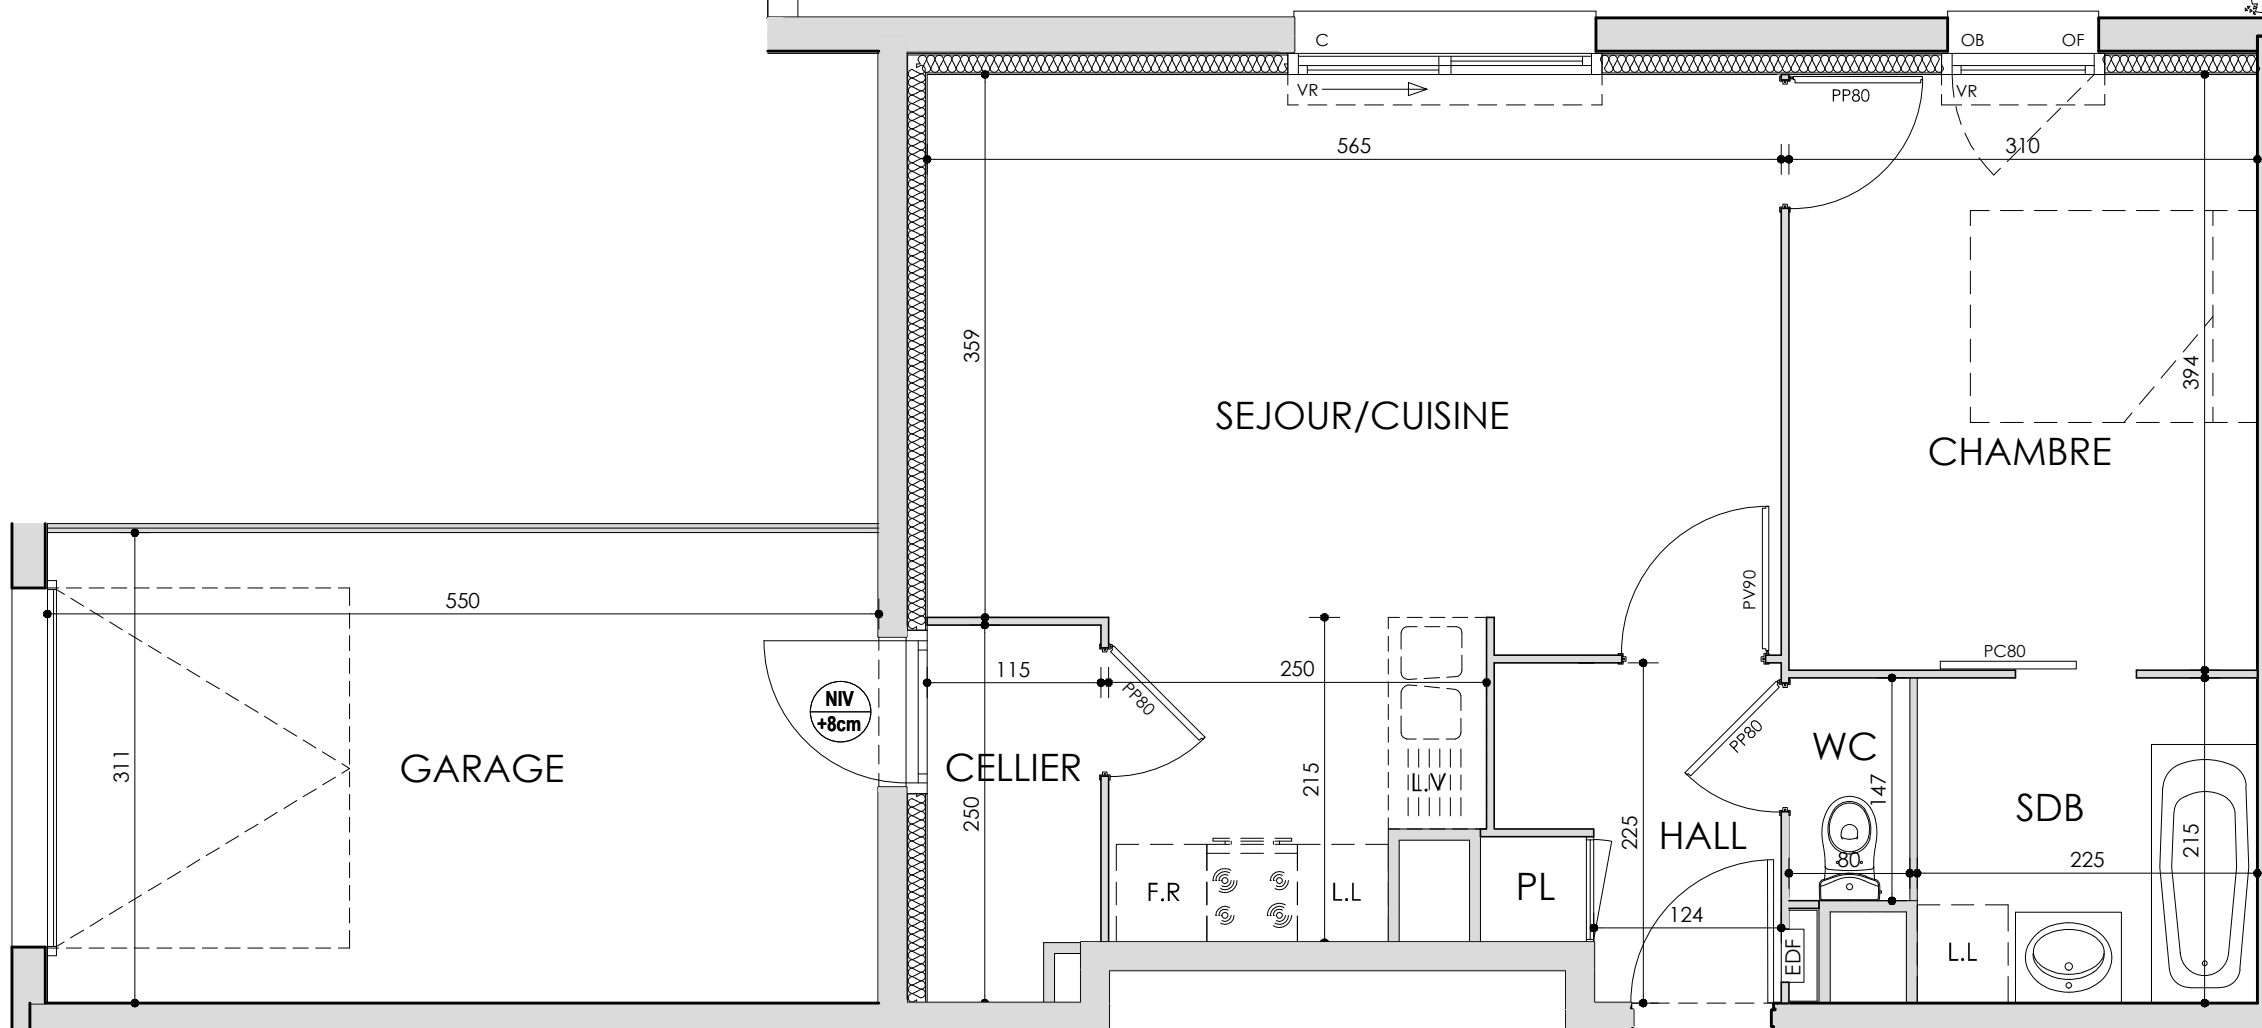 C
OB
OF
VR
PP80
VR
565
310
359
394
SEJOUR/CUISINE
CHAMBRE
PV90
550
PC80
115
250
PP80
NIV
+8cm
PP80
WC
311
GARAGE
CELLIER
215
L.V
147
SDB
250
225
HALL
215
80
225
F.R
L.L
PL
124
EDF
L.L